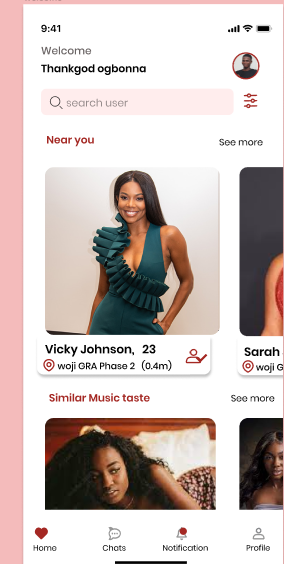 9:41
Welcome
Thankgod ogbonna
search user
Near you
See more
Vicky Johnson, 23
woji GRA Phase 2 (0.4m)
Sarah
woji G
Similar Music taste
See more
Home
Chats
Notification
Profile